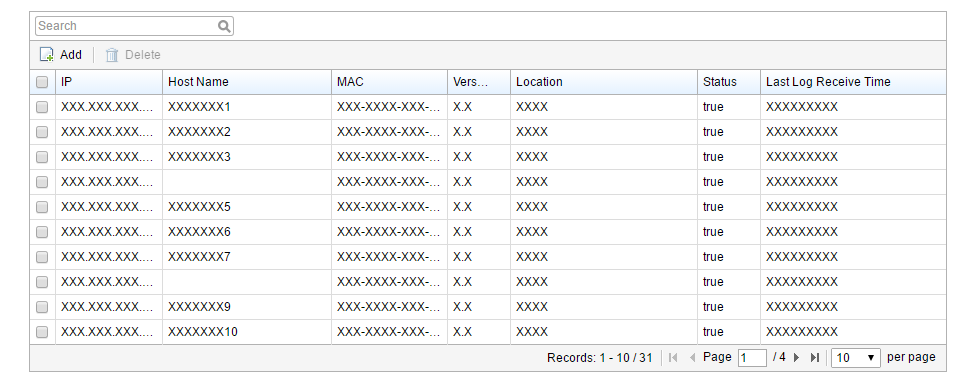 Search
Add Delete
IP Host Name MAC Vers... Location Status Last Log Receive Time
XXX.XXX.XXX.... XXXXXXX1 XXX-XXXX-XXX-... X.X XXXX true XXXXXXXXX
XXX.XXX.XXX.... XXXXXXX2 XXX-XXXX-XXX-... X.X XXXX true XXXXXXXXX
XXX.XXX.XXX.... XXXXXXX3 XXX-XXXX-XXX-... X.X XXXX true XXXXXXXXX
XXX.XXX.XXX.... XXX-XXXX-XXX-... X.X XXXX true XXXXXXXXX
XXX.XXX.XXX.... XXXXXXX5 XXX-XXXX-XXX-... X.X XXXX true XXXXXXXXX
XXX.XXX.XXX.... XXXXXXX6 XXX-XXXX-XXX-... X.X XXXX true XXXXXXXXX
XXX.XXX.XXX.... XXXXXXX7 XXX-XXXX-XXX-... X.X XXXX true XXXXXXXXX
XXX.XXX.XXX.... XXX-XXXX-XXX-... X.X XXXX true XXXXXXXXX
XXX.XXX.XXX.... XXXXXXX9 XXX-XXXX-XXX-... X.X XXXX true XXXXXXXXX
XXX.XXX.XXX.... XXXXXXX10 XXX-XXXX-XXX-... X.X XXXX true XXXXXXXXX
Records: 1 - 10 / 31 Page 1 / 4 10 per page